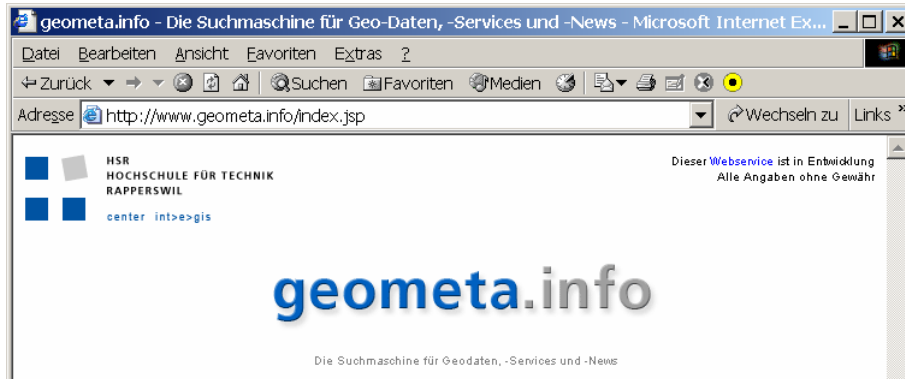 geometa.info - Die Suchmaschine für Geo-Daten, -Services und -News - Microsoft Internet Ex...
Datei Bearbeiten Ansicht Favoriten Extras ?
Zurück Suchen Favoriten Medien
Adresse http://www.geometa.info/index.jsp Wechseln zu Links »
HSR
HOCHSCHULE FÜR TECHNIK
RAPPERSWIL
center int>e>gis
Dieser Webservice ist in Entwicklung
Alle Angaben ohne Gewähr
geometa.info
Die Suchmaschine für Geodaten, -Services und -News